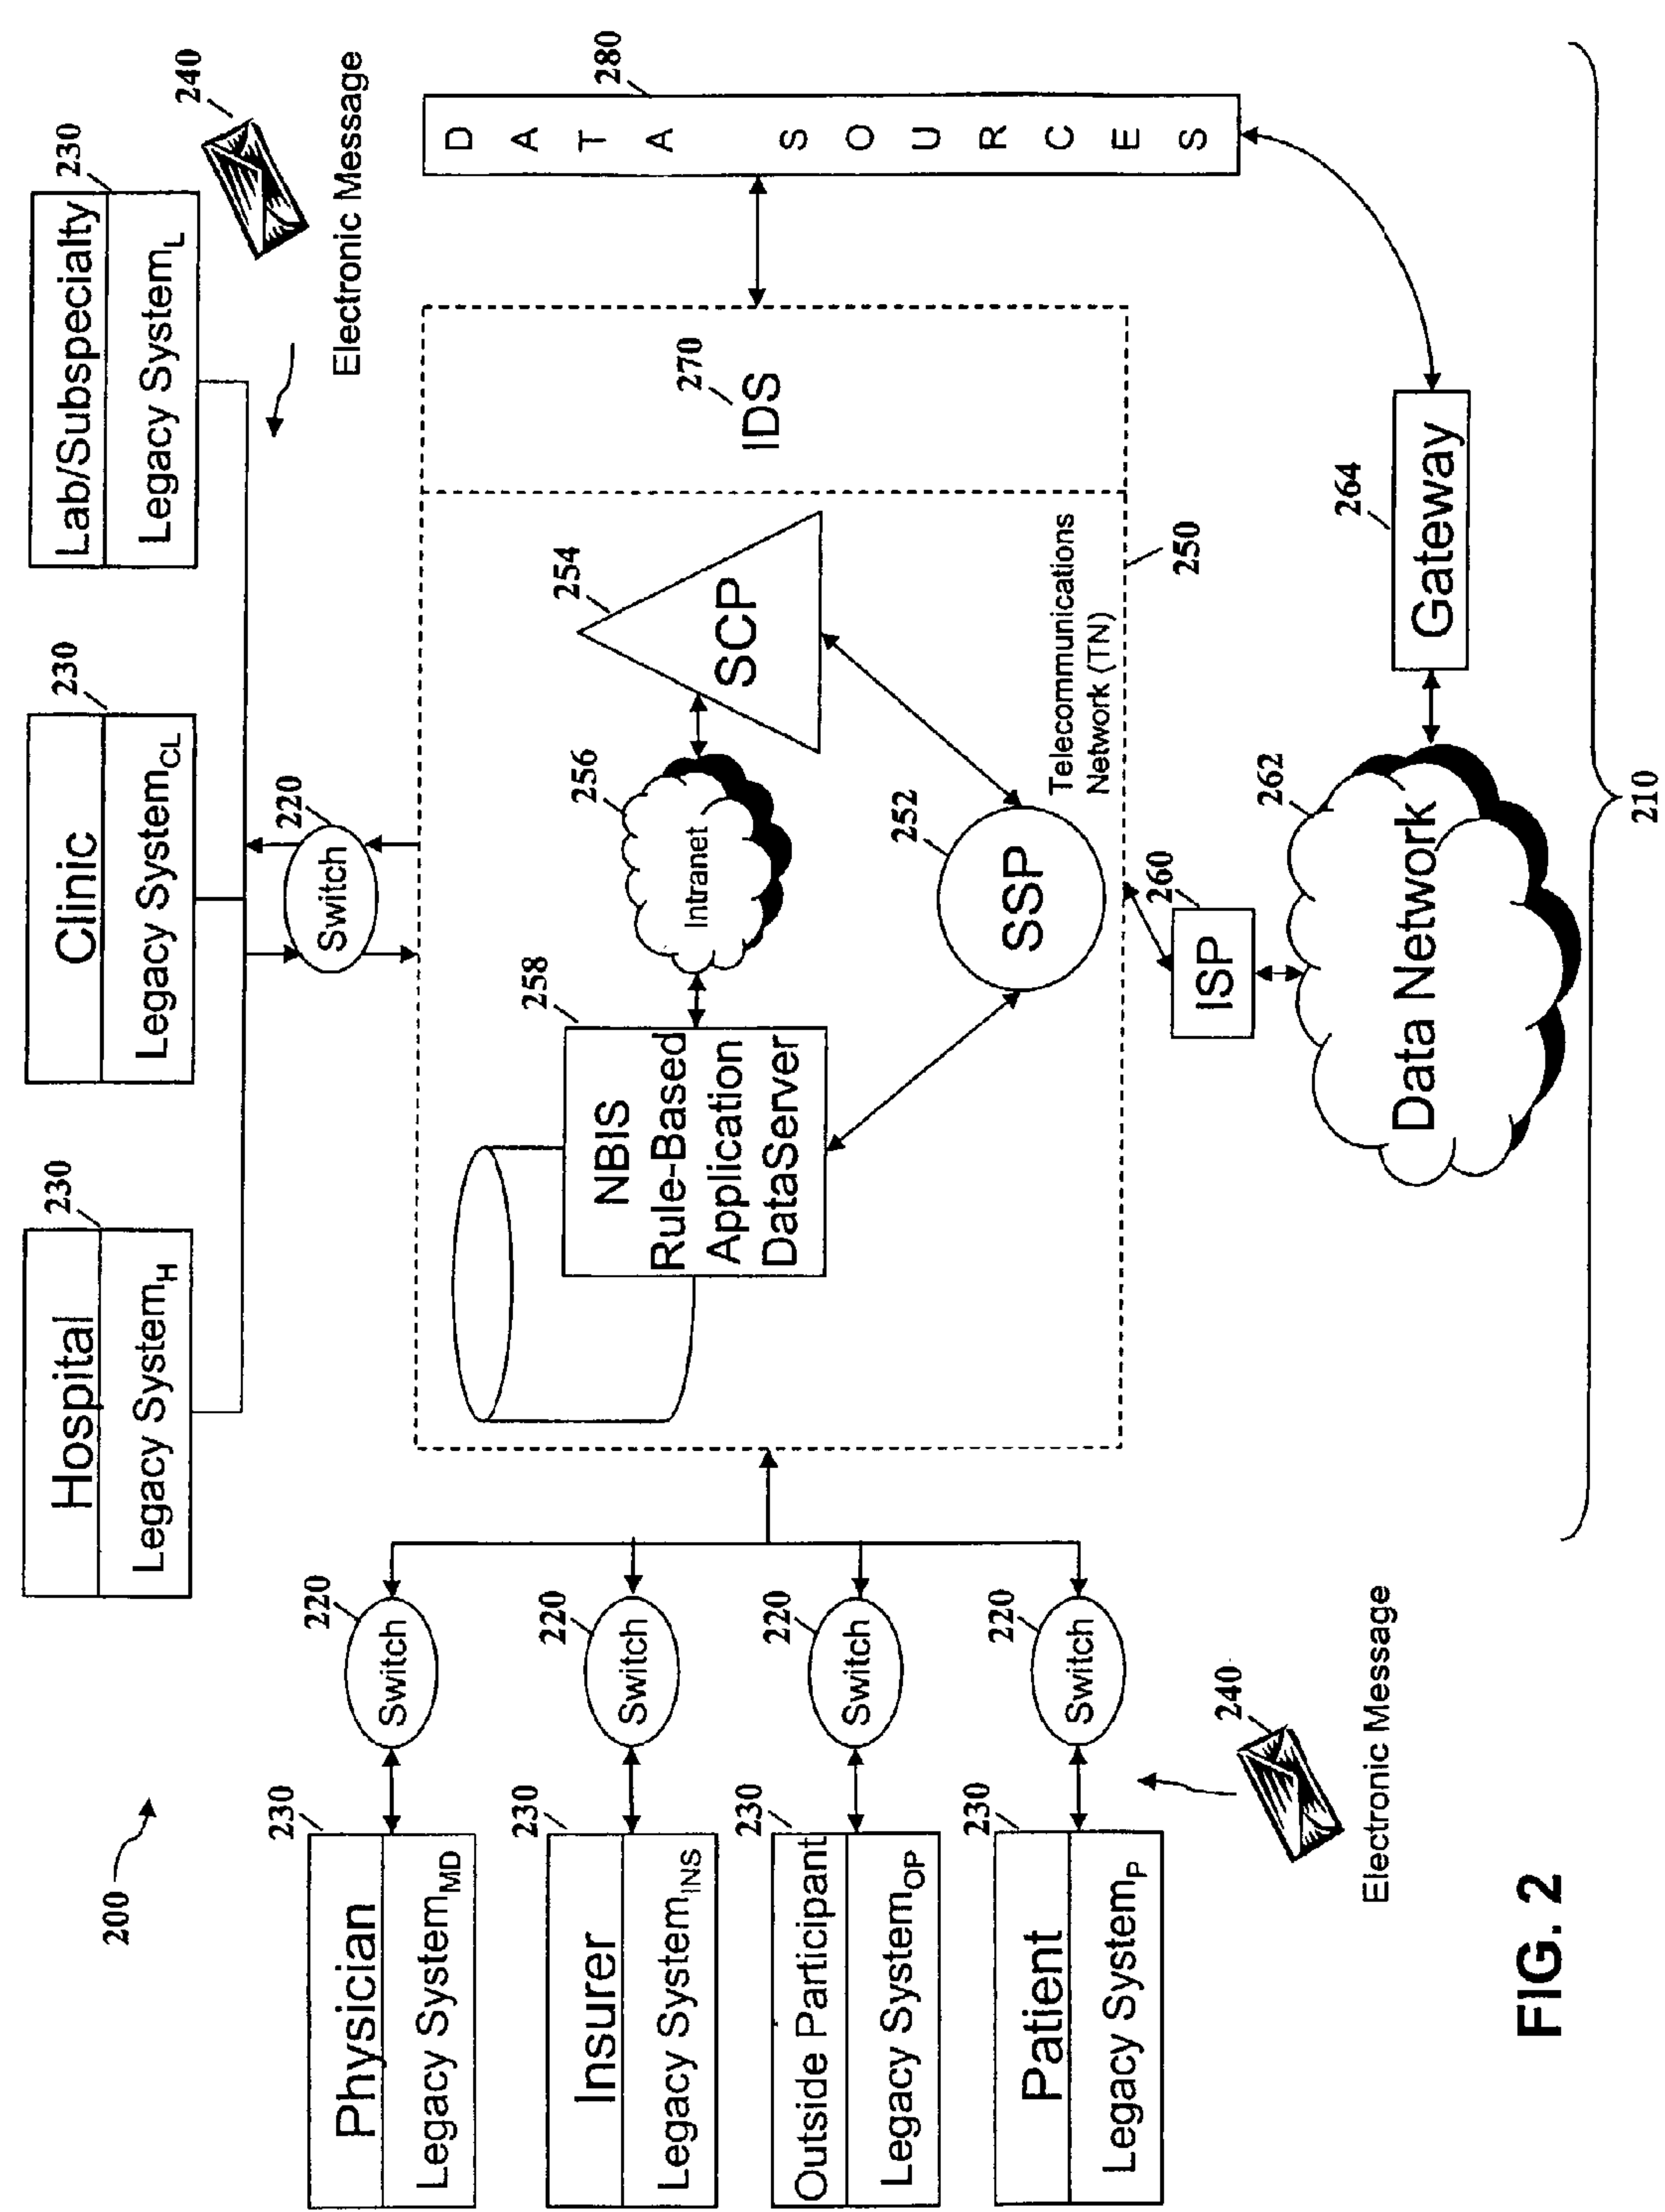 200
230
Hospital
Legacy SystemH
230
Clinic
Legacy SystemCL
230
Lab/Subspecialty
Legacy SystemL
240
Electronic Message
220
Switch
230
Physician
Legacy SystemMD
220
Switch
230
Insurer
Legacy SystemINS
220
Switch
230
Outside Participant
Legacy SystemOP
220
Switch
230
Patient
Legacy SystemP
220
Switch
240
Electronic Message
258
NBIS
Rule-Based
Application
DataServer
256
Intranet
254
SCP
252
SSP
Telecommunications
Network (TN)
250
270
IDS
280
DATA SOURCES
260
ISP
262
Data Network
264
Gateway
210
FIG. 2